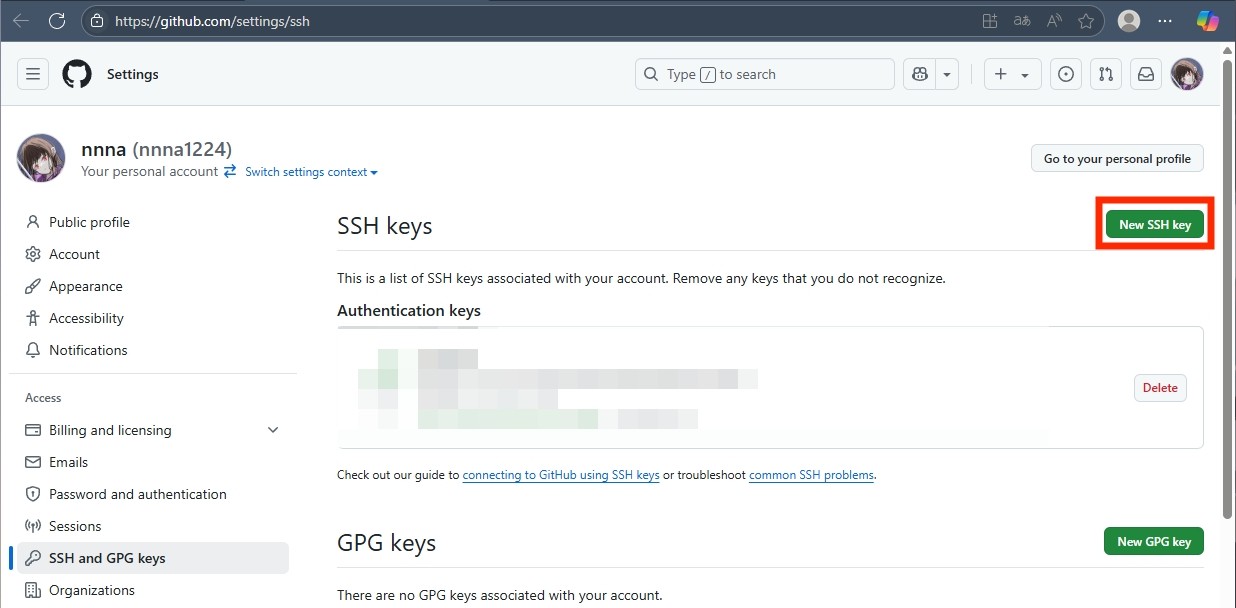 https://github.com/settings/ssh
Settings
Type / to search
nnna (nnna1224)
Your personal account Switch settings context
Go to your personal profile
Public profile
Account
Appearance
Accessibility
Notifications
Access
Billing and licensing
Emails
Password and authentication
Sessions
SSH and GPG keys
Organizations
SSH keys
New SSH key
This is a list of SSH keys associated with your account. Remove any keys that you do not recognize.
Authentication keys
Delete
Check out our guide to connecting to GitHub using SSH keys or troubleshoot common SSH problems.
GPG keys
New GPG key
There are no GPG keys associated with your account.